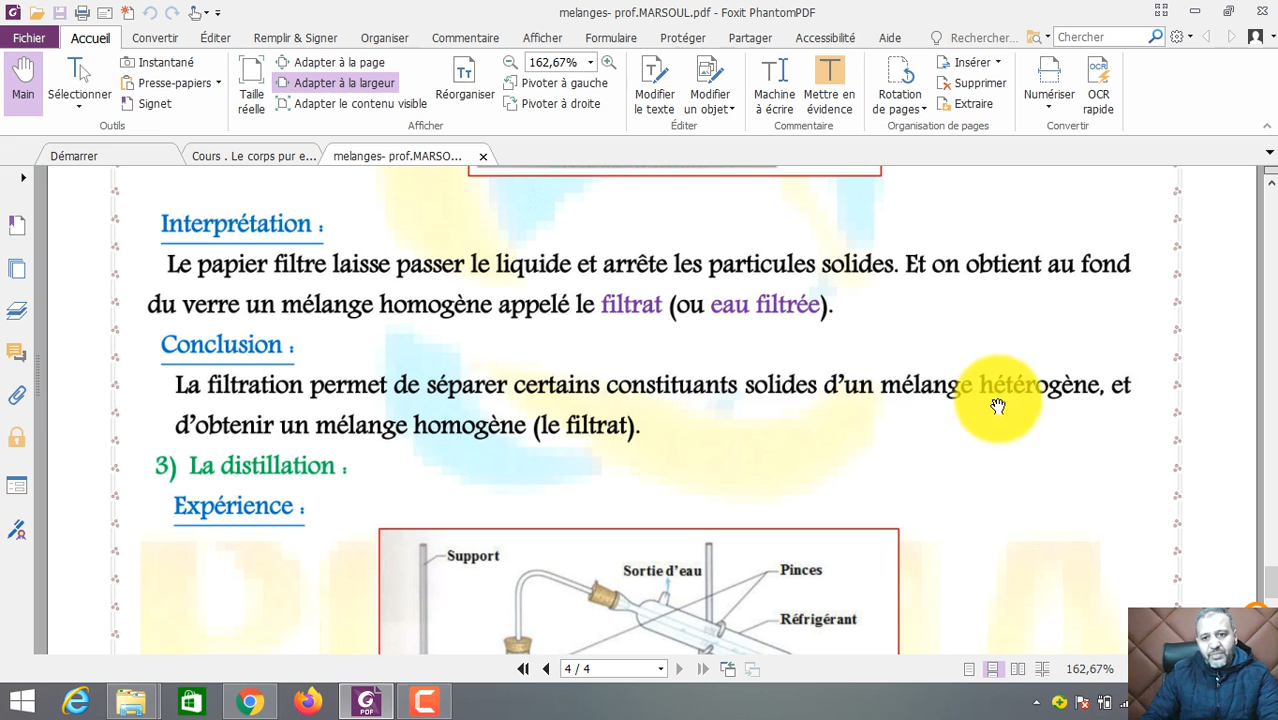 melanges- prof.MARSOUL.pdf - Foxit PhantomPDF
Fichier Accueil Convertir Éditer Remplir & Signer Organiser Commentaire Afficher Formulaire Protéger Partager Accessibilité Aide Rechercher... Chercher
Main
Sélectionner
Instantané
Presse-papiers
Signet
Outils
Taille réelle
Adapter à la page
Adapter à la largeur
Adapter le contenu visible
Réorganiser
162,67%
Pivoter à gauche
Pivoter à droite
Afficher
Modifier le texte
Modifier un objet
Éditer
Machine à écrire
Mettre en évidence
Commentaire
Rotation de pages
Insérer
Supprimer
Extraire
Organisation de pages
Numériser
OCR
OCR rapide
Convertir
Démarrer Cours . Le corps pur e... melanges- prof.MARSO...
Interprétation :
Le papier filtre laisse passer le liquide et arrête les particules solides. Et on obtient au fond
du verre un mélange homogène appelé le filtrat (ou eau filtrée).
Conclusion :
La filtration permet de séparer certains constituants solides d’un mélange hétérogène, et
d’obtenir un mélange homogène (le filtrat).
3) La distillation :
Expérience :
Support
Sortie d’eau
Pinces
Réfrigérant
4 / 4
162,67%
PDF